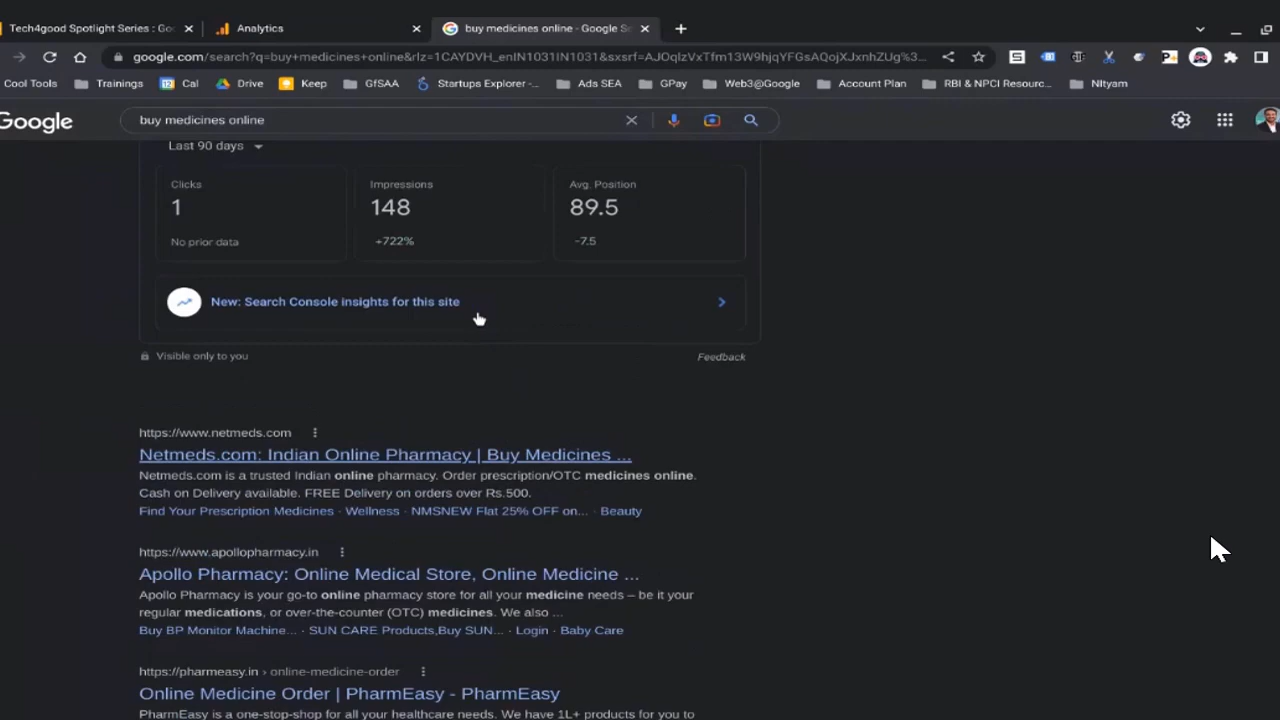 Tech4good Spotlight Series : Go
Analytics
buy medicines online - Google Se
google.com/search?q=buy+medicines+online&rlz=1CAYDVH_enIN1031IN1031&sxsrf=AJOqlzVxTfm13W9hjqYFGsAQojXJxnhZUg%3...
Cool Tools
Trainings
12 Cal
Drive
Keep
GfSAA
Startups Explorer -...
Ads SEA
GPay
Web3@Google
Account Plan
RBI & NPCI Resourc...
NItyam
Google
buy medicines online
Last 90 days
Clicks
1
No prior data
Impressions
148
+722%
Avg. Position
89.5
-7.5
New: Search Console insights for this site
Visible only to you
Feedback
https://www.netmeds.com
Netmeds.com: Indian Online Pharmacy | Buy Medicines ...
Netmeds.com is a trusted Indian online pharmacy. Order prescription/OTC medicines online.
Cash on Delivery available. FREE Delivery on orders over Rs.500.
Find Your Prescription Medicines · Wellness · NMSNEW Flat 25% OFF on... · Beauty
https://www.apollopharmacy.in
Apollo Pharmacy: Online Medical Store, Online Medicine ...
Apollo Pharmacy is your go-to online pharmacy store for all your medicine needs – be it your
regular medications, or over-the-counter (OTC) medicines. We also ...
Buy BP Monitor Machine... · SUN CARE Products,Buy SUN... · Login · Baby Care
https://pharmeasy.in › online-medicine-order
Online Medicine Order | PharmEasy - PharmEasy
PharmEasy is a one-stop-shop for all your healthcare needs. We have 1L+ products for you to